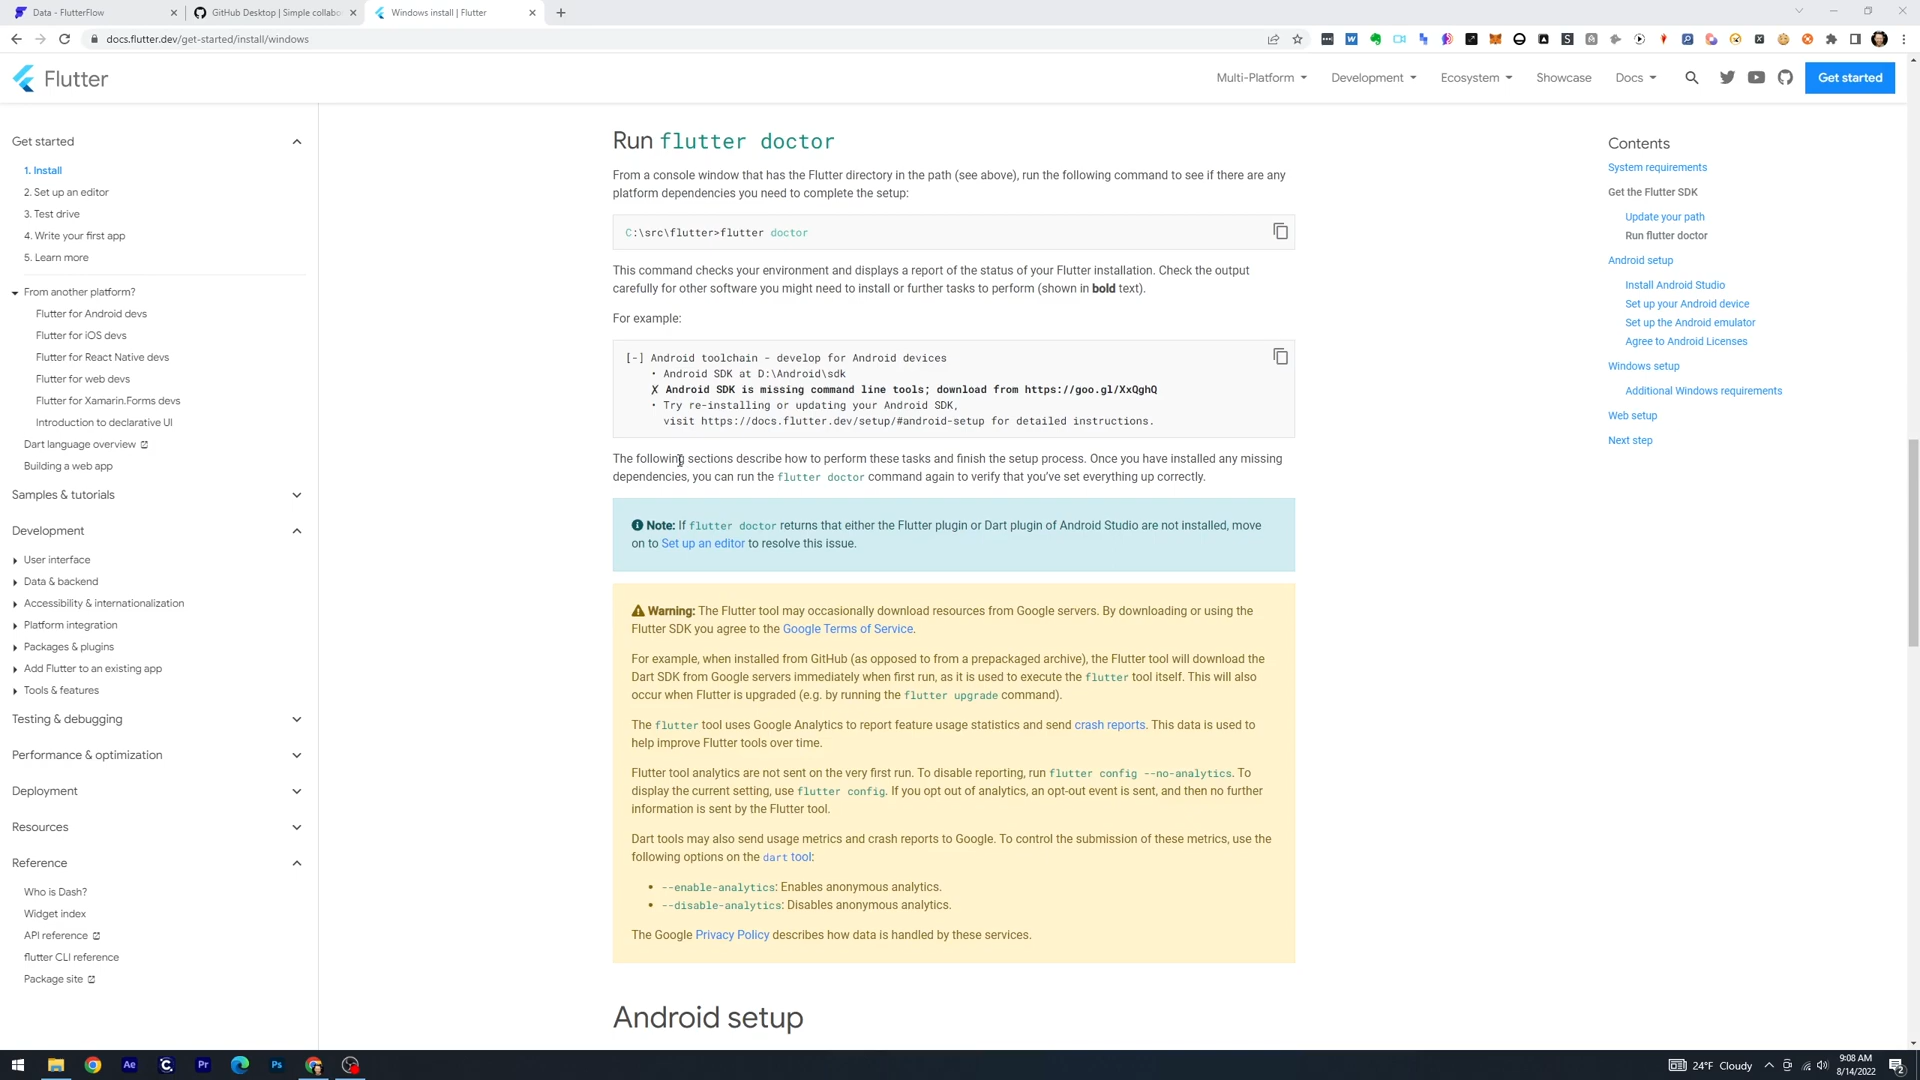 Data - FlutterFlow
GitHub Desktop | Simple collabo
Windows install | Flutter
docs.flutter.dev/get-started/install/windows
Flutter
Multi-Platform
Development
Ecosystem
Showcase
Docs
Get started
Get started
1. Install
2. Set up an editor
3. Test drive
4. Write your first app
5. Learn more
From another platform?
Flutter for Android devs
Flutter for iOS devs
Flutter for React Native devs
Flutter for web devs
Flutter for Xamarin.Forms devs
Introduction to declarative UI
Dart language overview
Building a web app
Samples & tutorials
Development
User interface
Data & backend
Accessibility & internationalization
Platform integration
Packages & plugins
Add Flutter to an existing app
Tools & features
Testing & debugging
Performance & optimization
Deployment
Resources
Reference
Who is Dash?
Widget index
API reference
flutter CLI reference
Package site
Run flutter doctor
From a console window that has the Flutter directory in the path (see above), run the following command to see if there are any
platform dependencies you need to complete the setup:
C:\src\flutter>flutter doctor
This command checks your environment and displays a report of the status of your Flutter installation. Check the output
carefully for other software you might need to install or further tasks to perform (shown in bold text).
For example:
[-] Android toolchain - develop for Android devices
• Android SDK at D:\Android\sdk
✗ Android SDK is missing command line tools; download from https://goo.gl/XxQghQ
• Try re-installing or updating your Android SDK,
visit https://docs.flutter.dev/setup/#android-setup for detailed instructions.
The following sections describe how to perform these tasks and finish the setup process. Once you have installed any missing
dependencies, you can run the flutter doctor command again to verify that you've set everything up correctly.
Note: If flutter doctor returns that either the Flutter plugin or Dart plugin of Android Studio are not installed, move
on to Set up an editor to resolve this issue.
Warning: The Flutter tool may occasionally download resources from Google servers. By downloading or using the
Flutter SDK you agree to the Google Terms of Service.
For example, when installed from GitHub (as opposed to from a prepackaged archive), the Flutter tool will download the
Dart SDK from Google servers immediately when first run, as it is used to execute the flutter tool itself. This will also
occur when Flutter is upgraded (e.g. by running the flutter upgrade command).
The flutter tool uses Google Analytics to report feature usage statistics and send crash reports. This data is used to
help improve Flutter tools over time.
Flutter tool analytics are not sent on the very first run. To disable reporting, run flutter config --no-analytics. To
display the current setting, use flutter config. If you opt out of analytics, an opt-out event is sent, and then no further
information is sent by the Flutter tool.
Dart tools may also send usage metrics and crash reports to Google. To control the submission of these metrics, use the
following options on the dart tool:
• --enable-analytics: Enables anonymous analytics.
• --disable-analytics: Disables anonymous analytics.
The Google Privacy Policy describes how data is handled by these services.
Android setup
Contents
System requirements
Get the Flutter SDK
Update your path
Run flutter doctor
Android setup
Install Android Studio
Set up your Android device
Set up the Android emulator
Agree to Android Licenses
Windows setup
Additional Windows requirements
Web setup
Next step
Ae
Pr
Ps
24°F Cloudy
9:08 AM
8/14/2022
2